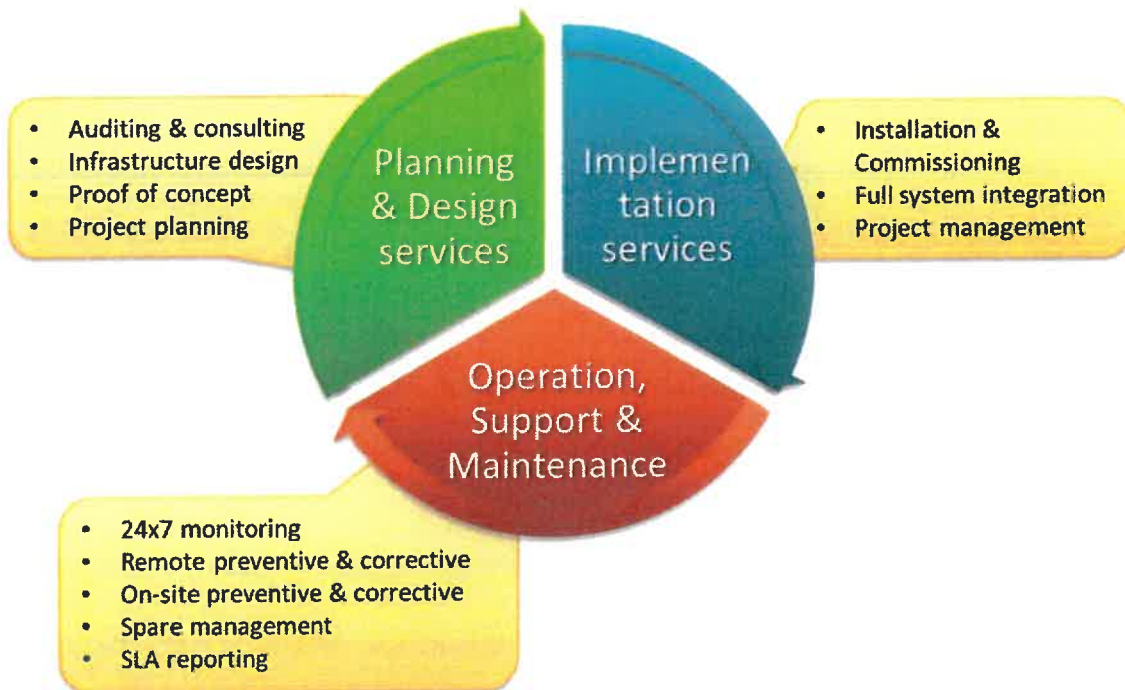 • Auditing & consulting
• Infrastructure design
• Proof of concept
• Project planning
Planning
& Design
services
Implemen
tation
services
• Installation &
Commissioning
• Full system integration
• Project management
Operation,
Support &
Maintenance
• 24x7 monitoring
• Remote preventive & corrective
• On-site preventive & corrective
• Spare management
• SLA reporting